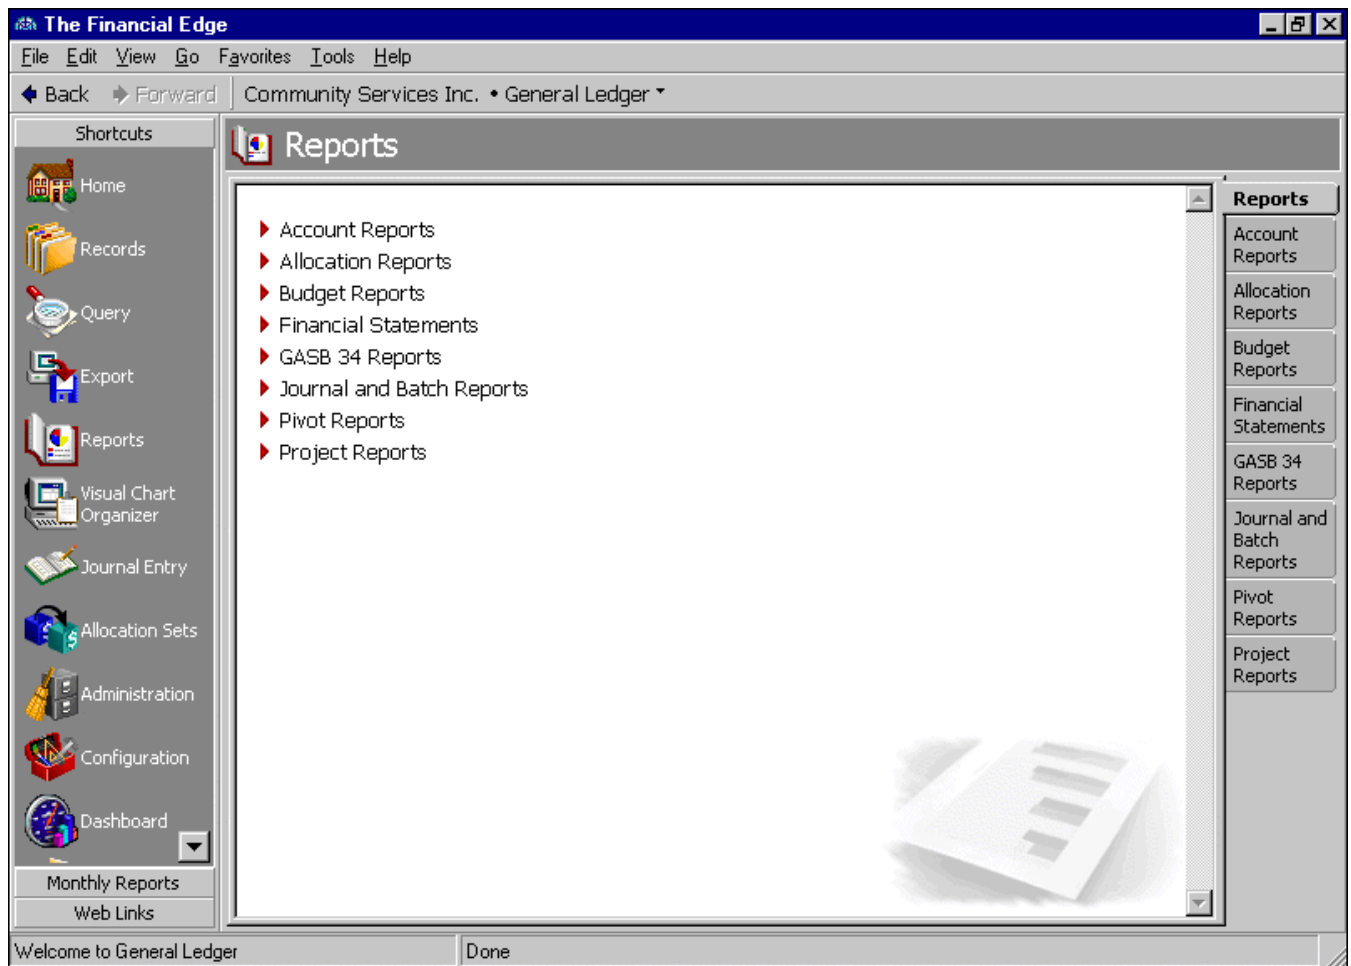 The Financial Edge
File Edit View Go Favorites Tools Help
Back Forward Community Services Inc. • General Ledger
Shortcuts
Home
Records
Query
Export
Reports
Visual Chart
Organizer
Journal Entry
Allocation Sets
Administration
Configuration
Dashboard
Monthly Reports
Web Links
Reports
Account Reports
Allocation Reports
Budget Reports
Financial Statements
GASB 34 Reports
Journal and Batch Reports
Pivot Reports
Project Reports
Reports
Account
Reports
Allocation
Reports
Budget
Reports
Financial
Statements
GASB 34
Reports
Journal and
Batch
Reports
Pivot
Reports
Project
Reports
Welcome to General Ledger
Done